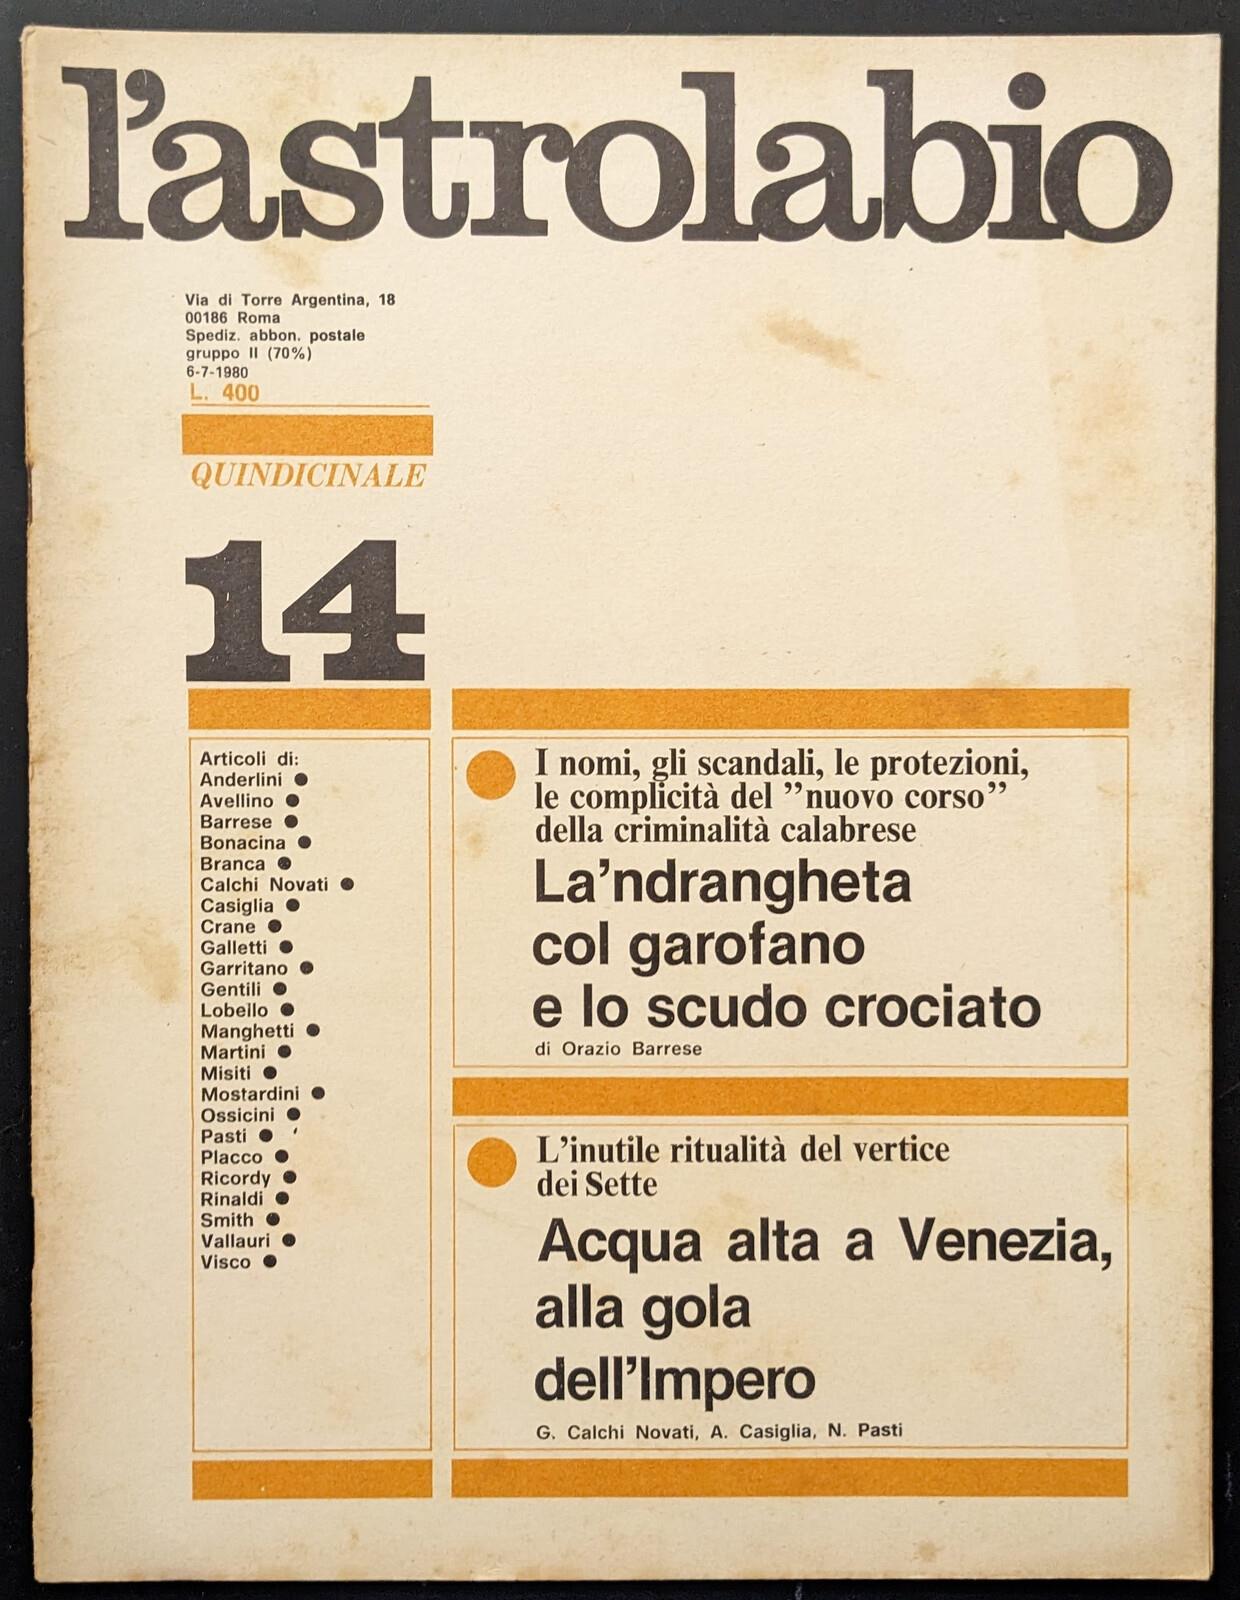 l'astrolabio
Via di Torre Argentina, 18
00186 Roma
Spediz. abbon. postale
gruppo II (70%)
6-7-1980
L. 400
QUINDICINALE
14
Articoli di:
Anderlini ●
Avellino ●
Barrese ●
Bonacina ●
Branca ●
Calchi Novati ●
Casiglia ●
Crane ●
Galletti ●
Garritano ●
Gentili ●
Lobello ●
Manghetti ●
Martini ●
Misiti ●
Mostardini ●
Ossicini ●
Pasti ●
Placco ●
Ricordy ●
Rinaldi ●
Smith ●
Vallauri ●
Visco ●
I nomi, gli scandali, le protezioni,
le complicità del ”nuovo corso”
della criminalità calabrese
La’ndrangheta
col garofano
e lo scudo crociato
di Orazio Barrese
L’inutile ritualità del vertice
dei Sette
Acqua alta a Venezia,
alla gola
dell’Impero
G. Calchi Novati, A. Casiglia, N. Pasti